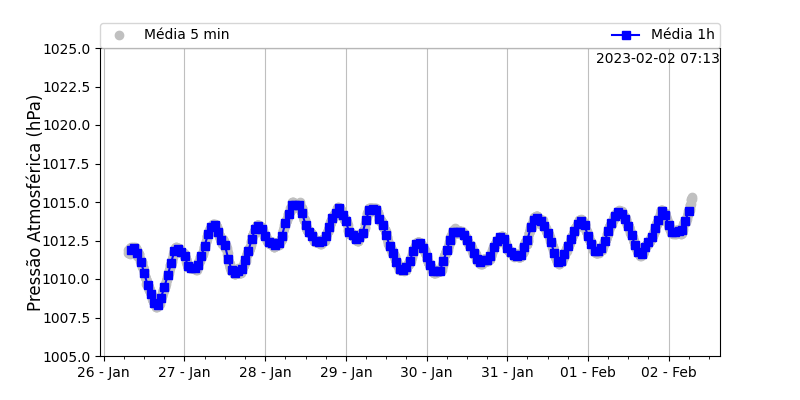 Média 5 min
Média 1h
2023-02-02 07:13
Pressão Atmosférica (hPa)
1025.0
1022.5
1020.0
1017.5
1015.0
1012.5
1010.0
1007.5
1005.0
26 - Jan
27 - Jan
28 - Jan
29 - Jan
30 - Jan
31 - Jan
01 - Feb
02 - Feb